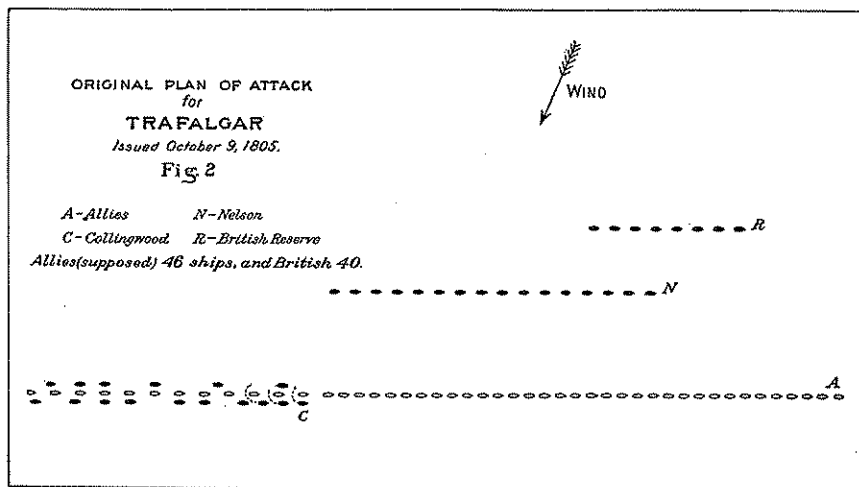 ORIGINAL PLAN OF ATTACK
for
TRAFALGAR
Issued October 9, 1805.
Fig. 2
WIND
A-Allies N-Nelson
C-Collingwood R-British Reserve
Allies(supposed) 46 ships, and British 40.
R
N
A
C